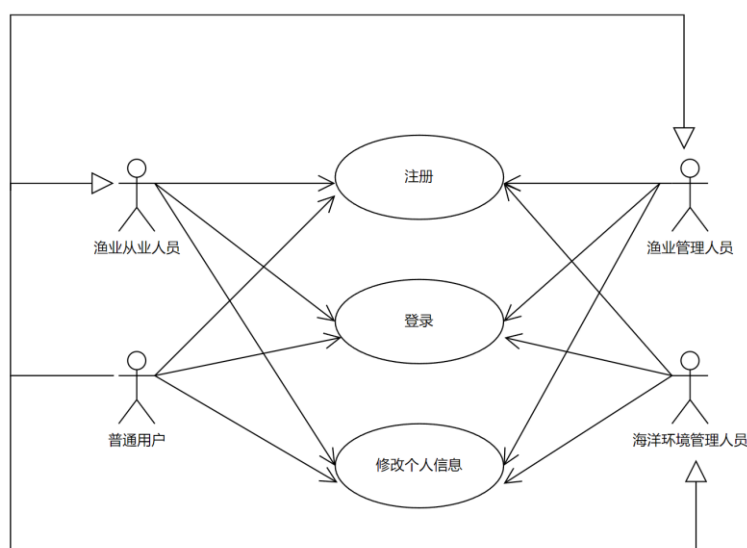 注册
渔业从业人员
渔业管理人员
登录
普通用户
海洋环境管理人员
修改个人信息